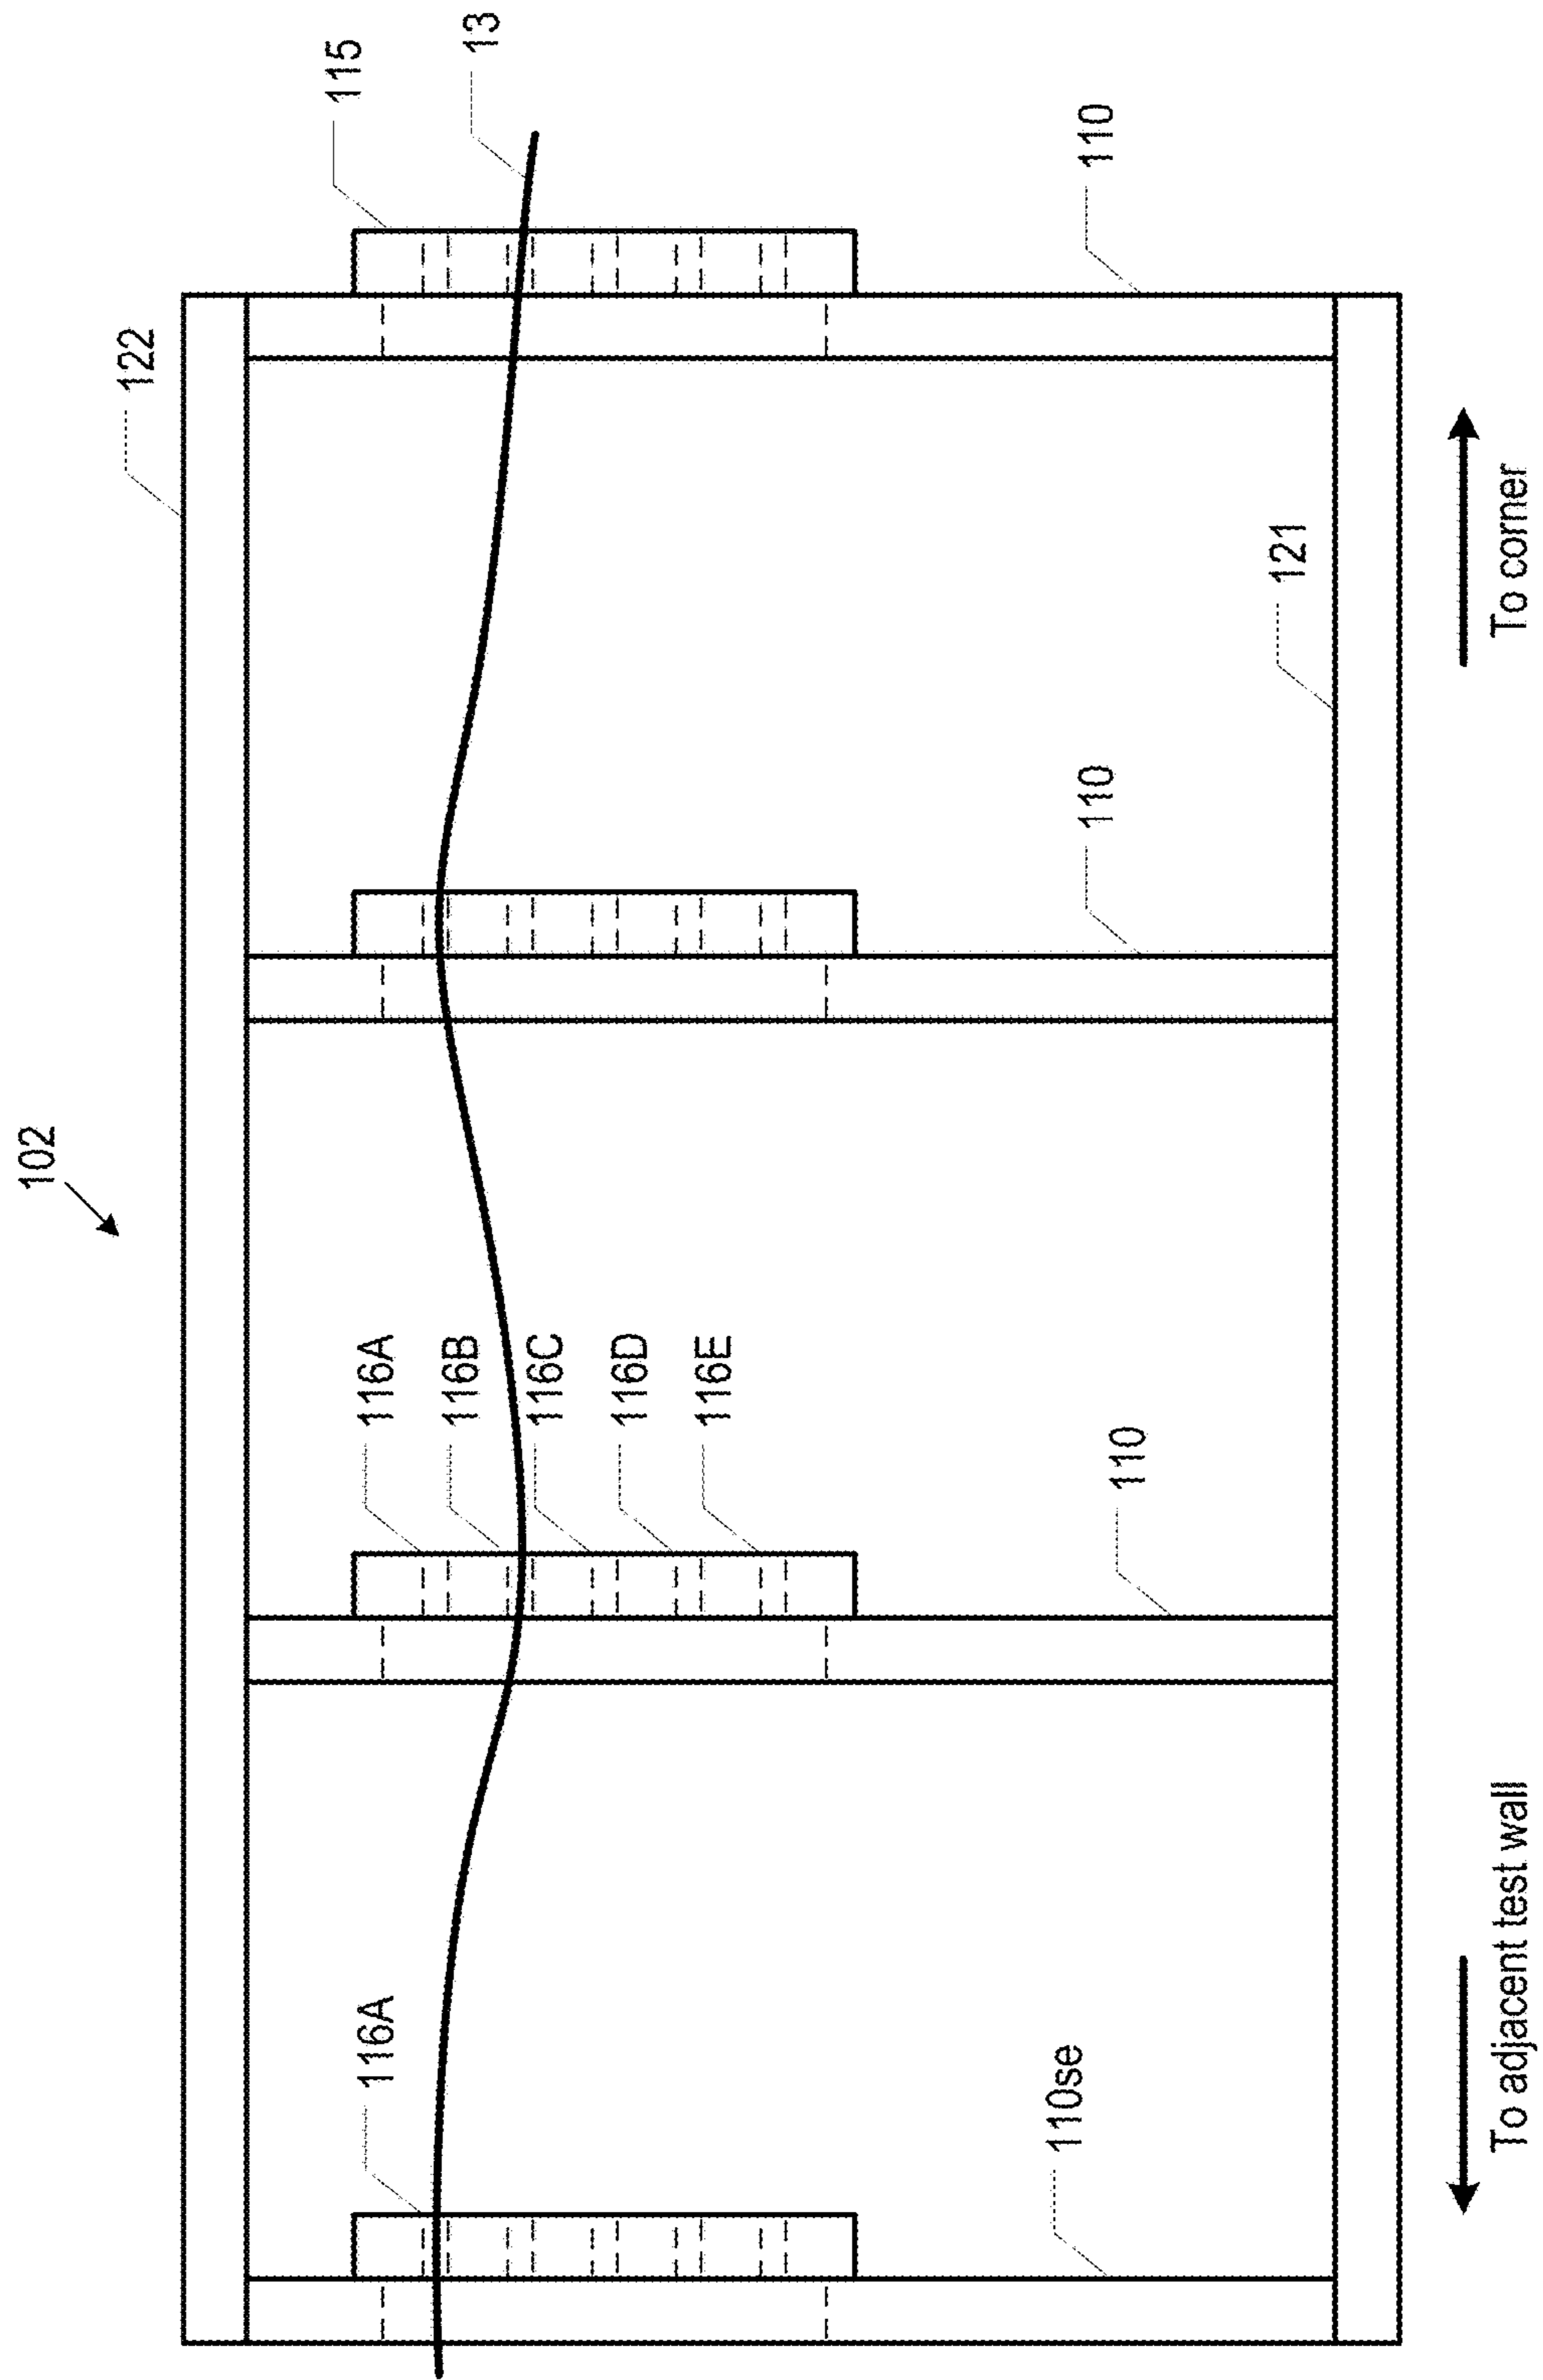 102
122
115
13
116A
116A
116B
116C
116D
116E
110se
110
110
110
121
To adjacent test wall
To corner